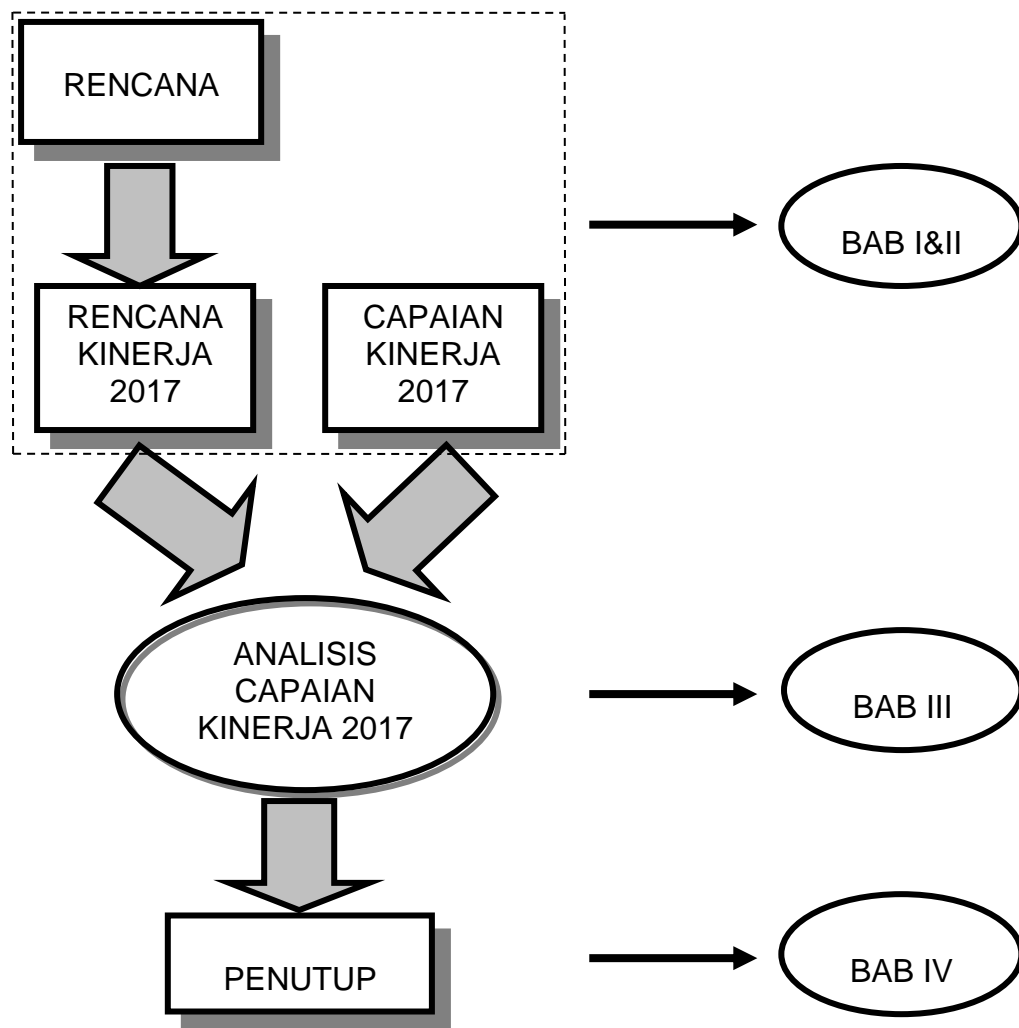 RENCANA
BAB I&II
RENCANA
KINERJA
2017
CAPAIAN
KINERJA
2017
ANALISIS
CAPAIAN
KINERJA 2017
BAB III
PENUTUP
BAB IV